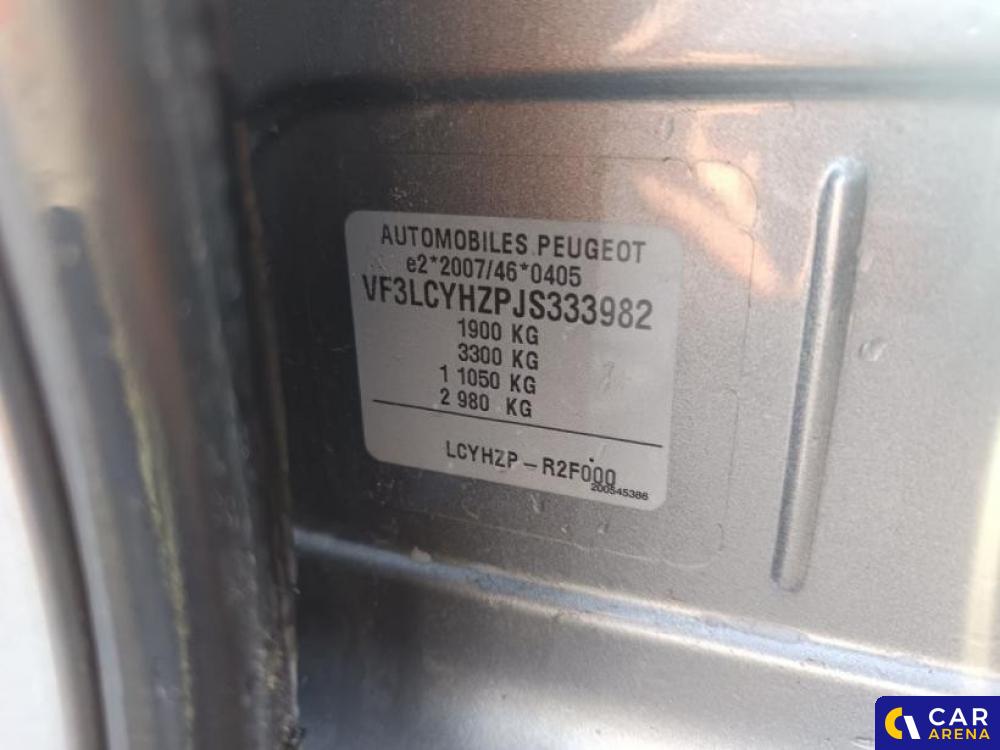 AUTOMOBILES PEUGEOT
e2*2007/46*0405
VF3LCYHZPJS333982
1900 KG
3300 KG
1 1050 KG
2 980 KG
LCYHZP - R2F000
200545386
CAR
ARENA